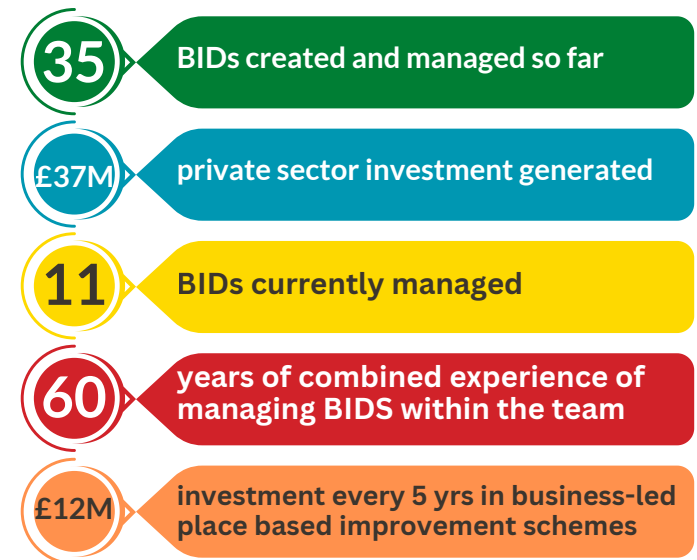 35
BIDs created and managed so far
£37M
private sector investment generated
11
BIDs currently managed
60
years of combined experience of
managing BIDS within the team
£12M
investment every 5 yrs in business-led
place based improvement schemes